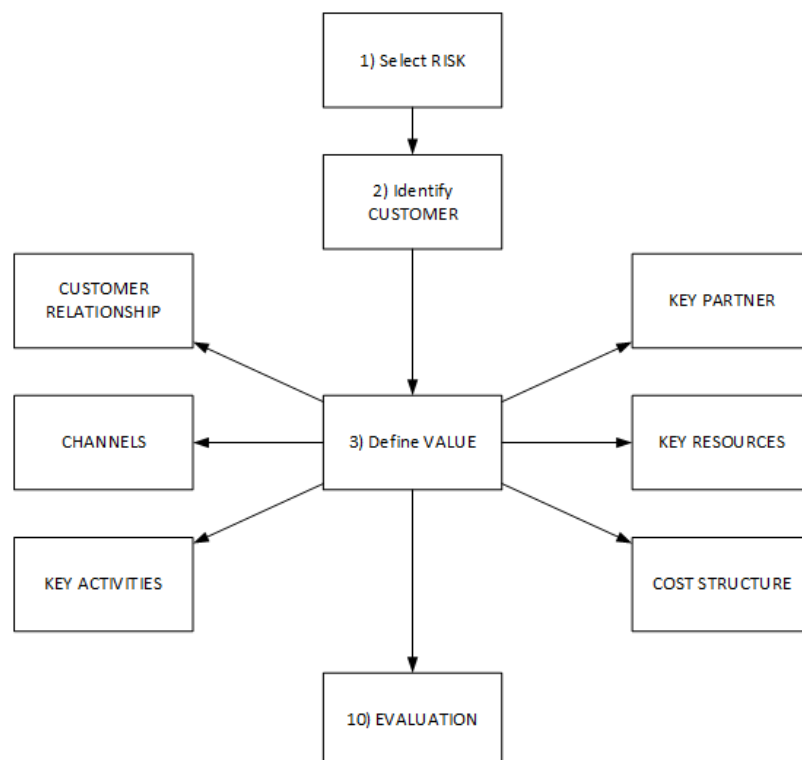 1) Select RISK
2) Identify
CUSTOMER
CUSTOMER
RELATIONSHIP
KEY PARTNER
CHANNELS
3) Define VALUE
KEY RESOURCES
KEY ACTIVITIES
COST STRUCTURE
10) EVALUATION